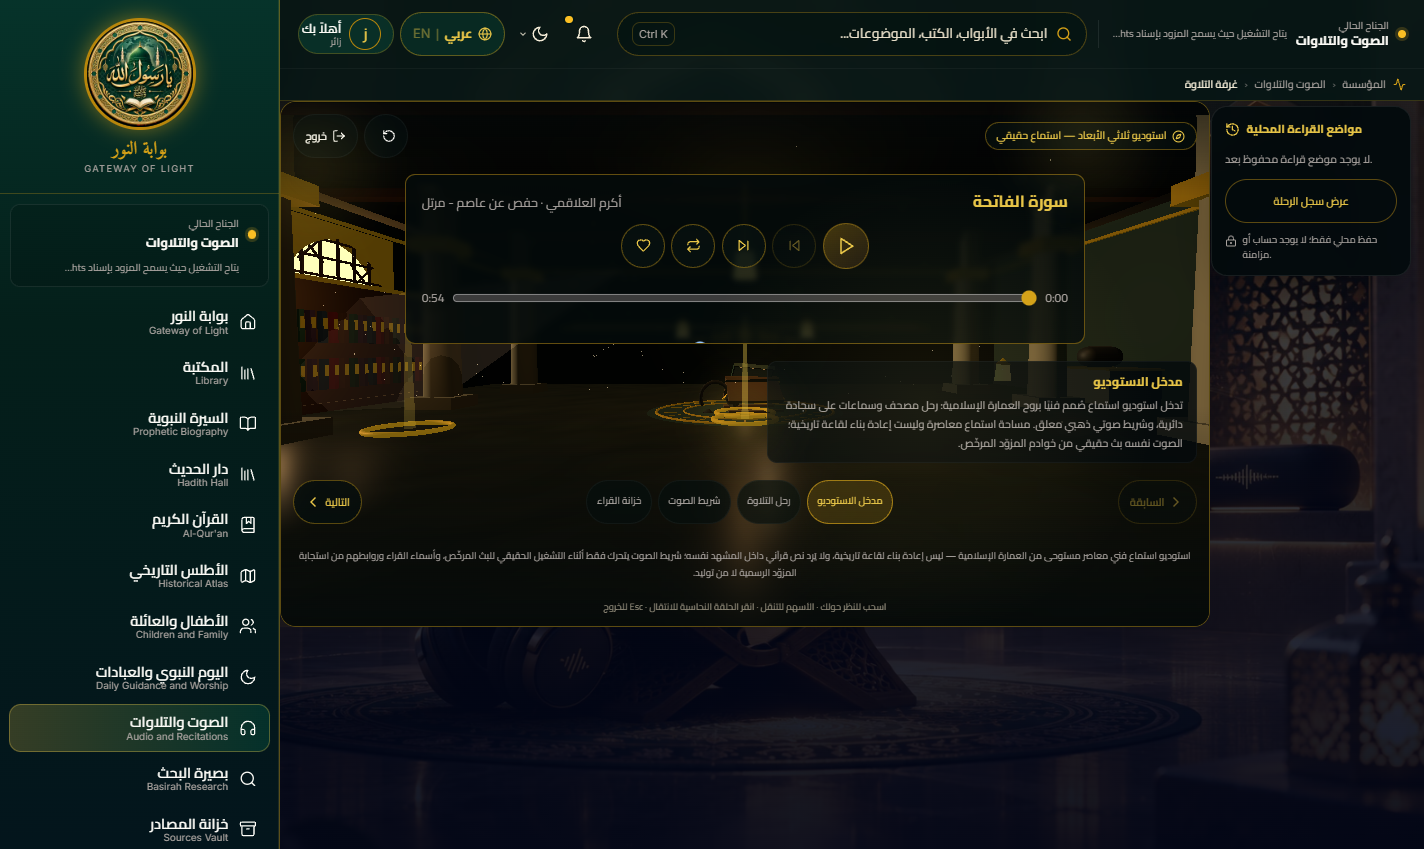 الجناح الحالي
الصوت والتلاوات
يتاح التشغيل حيث يسمح المزود بإسناد hts...
ابحث في الأبواب، الكتب، الموضوعات...
Ctrl K
عربي | EN
ز
أهلاً بك
زائر
المؤسسة › الصوت والتلاوات › غرفة التلاوة
يا رسول الله
بوابة النور
GATEWAY OF LIGHT
الجناح الحالي
الصوت والتلاوات
يتاح التشغيل حيث يسمح المزود بإسناد hts...
بوابة النور
Gateway of Light
المكتبة
Library
السيرة النبوية
Prophetic Biography
دار الحديث
Hadith Hall
القرآن الكريم
Al-Qur'an
الأطلس التاريخي
Historical Atlas
الأطفال والعائلة
Children and Family
اليوم النبوي والعبادات
Daily Guidance and Worship
الصوت والتلاوات
Audio and Recitations
بصيرة البحث
Basirah Research
خزانة المصادر
Sources Vault
مواضع القراءة المحلية
لا يوجد موضع قراءة محفوظ بعد.
عرض سجل الرحلة
حفظ محلي فقط؛ لا يوجد حساب أو
مزامنة.
استوديو ثلاثي الأبعاد — استماع حقيقي
خروج
سورة الفاتحة
أكرم العلاقمي · حفص عن عاصم - مرتل
0:00
0:54
مدخل الاستوديو
تدخل استوديو استماع صُمم فنيًا بروح العمارة الإسلامية: رحل مصحف وسماعات على سجادة
دائرية، وشريط صوتي ذهبي معلق. مساحة استماع معاصرة وليست إعادة بناء لقاعة تاريخية؛
الصوت نفسه بث حقيقي من خوادم المزوّد المرخّص.
السابقة
مدخل الاستوديو
رحل التلاوة
شريط الصوت
خزانة القراء
التالية
استوديو استماع فني معاصر مستوحى من العمارة الإسلامية — ليس إعادة بناء لقاعة تاريخية، ولا يَرِد نص قرآني داخل المشهد نفسه؛ شريط الصوت يتحرك فقط أثناء التشغيل الحقيقي للبث المرخّص، وأسماء القراء وروابطهم من استجابة
المزوّد الرسمية لا من توليد.
اسحب للنظر حولك · الأسهم للتنقل · انقر الحلقة النحاسية للانتقال · Esc للخروج